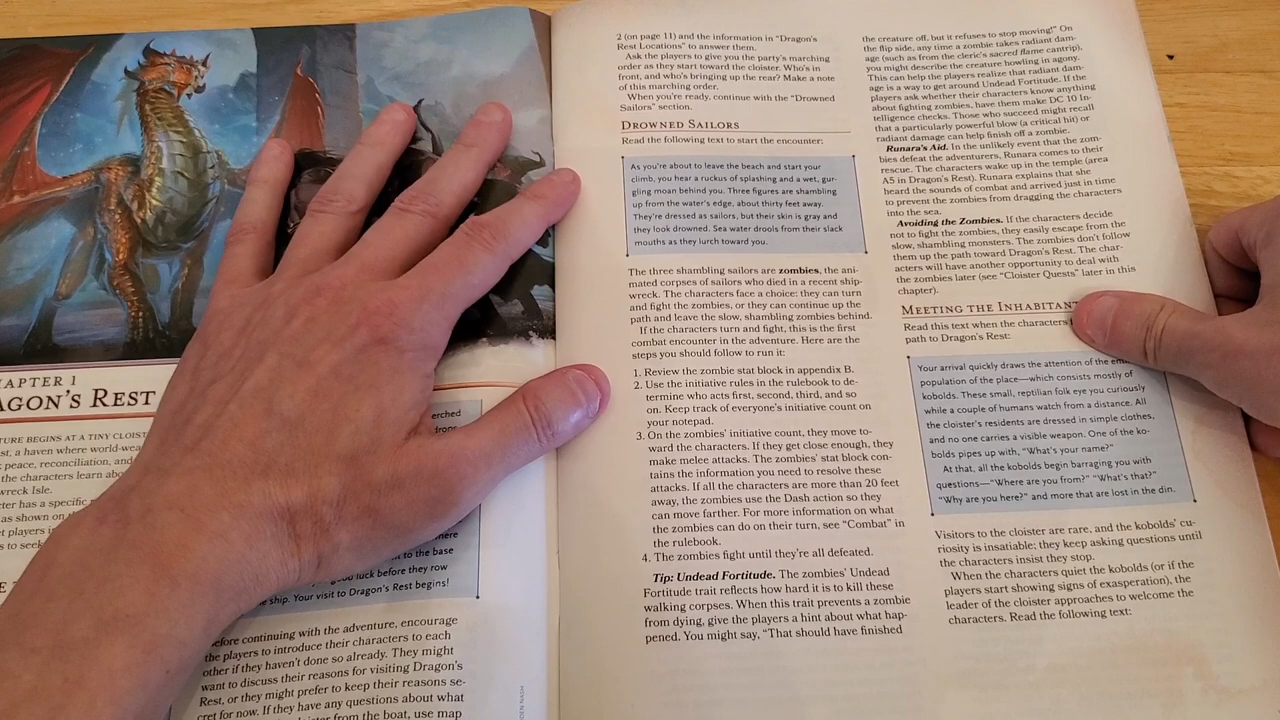 CHAPTER 1
DRAGON'S REST
TURE BEGINS AT A TINY CLOIST
st, a haven where world-wea
peace, reconciliation, and
the characters learn abo
wreck Isle.
cter has a specific
as shown on th
et players i
s to seek
erched
drops
here
to the base
good luck before they row
e ship. Your visit to Dragon's Rest begins!
Before continuing with the adventure, encourage
the players to introduce their characters to each
other if they haven't done so already. They might
want to discuss their reasons for visiting Dragon's
Rest, or they might prefer to keep their reasons se-
cret for now. If they have any questions about what
from the boat, use map
2 (on page 11) and the information in "Dragon's
Rest Locations" to answer them.
Ask the players to give you the party's marching
order as they start toward the cloister. Who's in
front, and who's bringing up the rear? Make a note
of this marching order.
When you're ready, continue with the "Drowned
Sailors" section.
DROWNED SAILORS
Read the following text to start the encounter:
As you're about to leave the beach and start your
climb, you hear a ruckus of splashing and a wet, gur-
gling moan behind you. Three figures are shambling
up from the water's edge, about thirty feet away.
They're dressed as sailors, but their skin is gray and
they look drowned. Sea water drools from their slack
mouths as they lurch toward you.
The three shambling sailors are zombies, the ani-
mated corpses of sailors who died in a recent ship-
wreck. The characters face a choice: they can turn
and fight the zombies, or they can continue up the
path and leave the slow, shambling zombies behind.
If the characters turn and fight, this is the first
combat encounter in the adventure. Here are the
steps you should follow to run it:
1. Review the zombie stat block in appendix B.
2. Use the initiative rules in the rulebook to de-
termine who acts first, second, third, and so
on. Keep track of everyone's initiative count on
your notepad.
3. On the zombies' initiative count, they move to-
ward the characters. If they get close enough, they
make melee attacks. The zombies' stat block con-
tains the information you need to resolve these
attacks. If all the characters are more than 20 feet
away, the zombies use the Dash action so they
can move farther. For more information on what
the zombies can do on their turn, see "Combat" in
the rulebook.
4. The zombies fight until they're all defeated.
Tip: Undead Fortitude. The zombies' Undead
Fortitude trait reflects how hard it is to kill these
walking corpses. When this trait prevents a zombie
from dying, give the players a hint about what hap-
pened. You might say, "That should have finished
the creature off, but it refuses to stop moving!" On
the flip side, any time a zombie takes radiant dam-
age (such as from the cleric's sacred flame cantrip),
you might describe the creature howling in agony.
This can help the players realize that radiant dam-
age is a way to get around Undead Fortitude. If the
players ask whether their characters know anything
about fighting zombies, have them make DC 10 In-
telligence checks. Those who succeed might recall
that a particularly powerful blow (a critical hit) or
radiant damage can help finish off a zombie.
Runara's Aid. In the unlikely event that the zom-
bies defeat the adventurers, Runara comes to their
rescue. The characters wake up in the temple (area
A5 in Dragon's Rest). Runara explains that she
heard the sounds of combat and arrived just in time
to prevent the zombies from dragging the characters
into the sea.
Avoiding the Zombies. If the characters decide
not to fight the zombies, they easily escape from the
slow, shambling monsters. The zombies don't follow
them up the path toward Dragon's Rest. The char-
acters will have another opportunity to deal with
the zombies later (see "Cloister Quests" later in this
chapter).
MEETING THE INHABITANT
Read this text when the characters
path to Dragon's Rest:
Your arrival quickly draws the attention of the
population of the place—which consists mostly of
kobolds. These small, reptilian folk eye you curiously
while a couple of humans watch from a distance. All
the cloister's residents are dressed in simple clothes,
and no one carries a visible weapon. One of the ko-
bolds pipes up with, "What's your name?"
At that, all the kobolds begin barraging you with
questions—"Where are you from?" "What's that?"
"Why are you here?" and more that are lost in the din.
Visitors to the cloister are rare, and the kobolds' cu-
riosity is insatiable; they keep asking questions until
the characters insist they stop.
When the characters quiet the kobolds (or if the
players start showing signs of exasperation), the
leader of the cloister approaches to welcome the
characters. Read the following text: